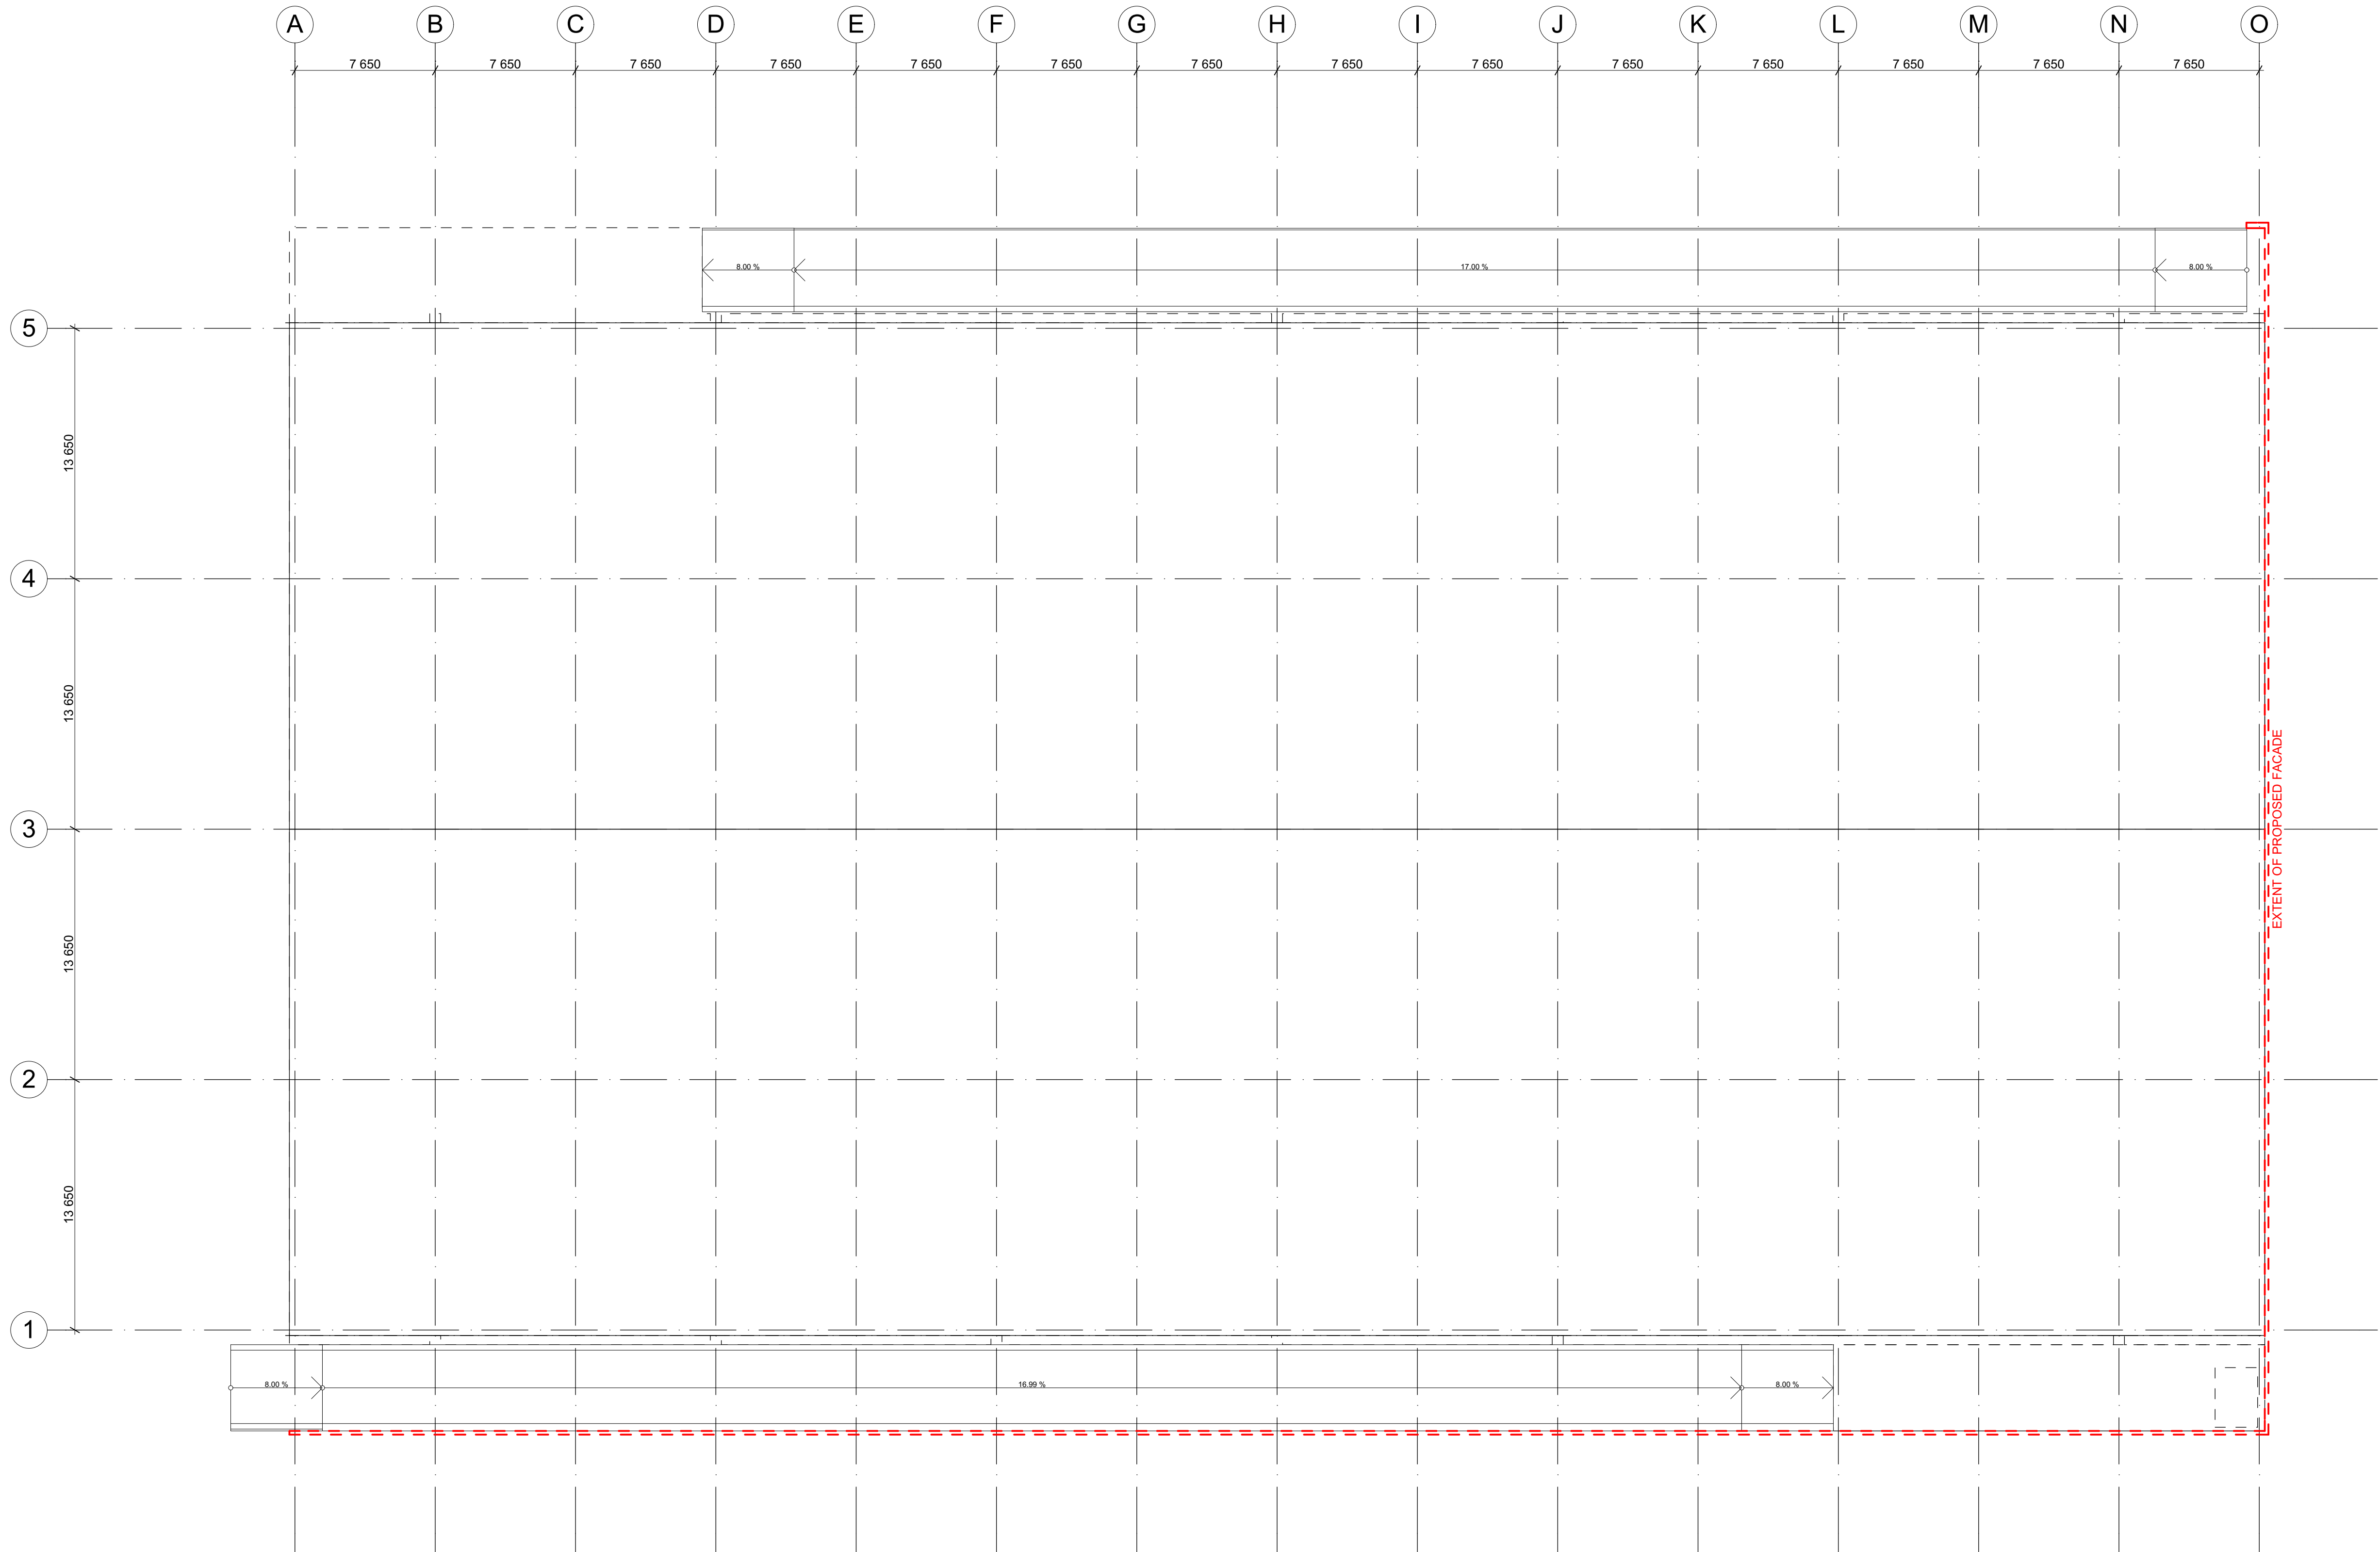 A B C D E F G H I J K L M N O
7 650 7 650 7 650 7 650 7 650 7 650 7 650 7 650 7 650 7 650 7 650 7 650 7 650 7 650
8.00 % 17.00 % 8.00 %
5
13 650
4
13 650
3
EXTENT OF PROPOSED FACADE
13 650
2
13 650
1
8.00 % 16.99 % 8.00 %